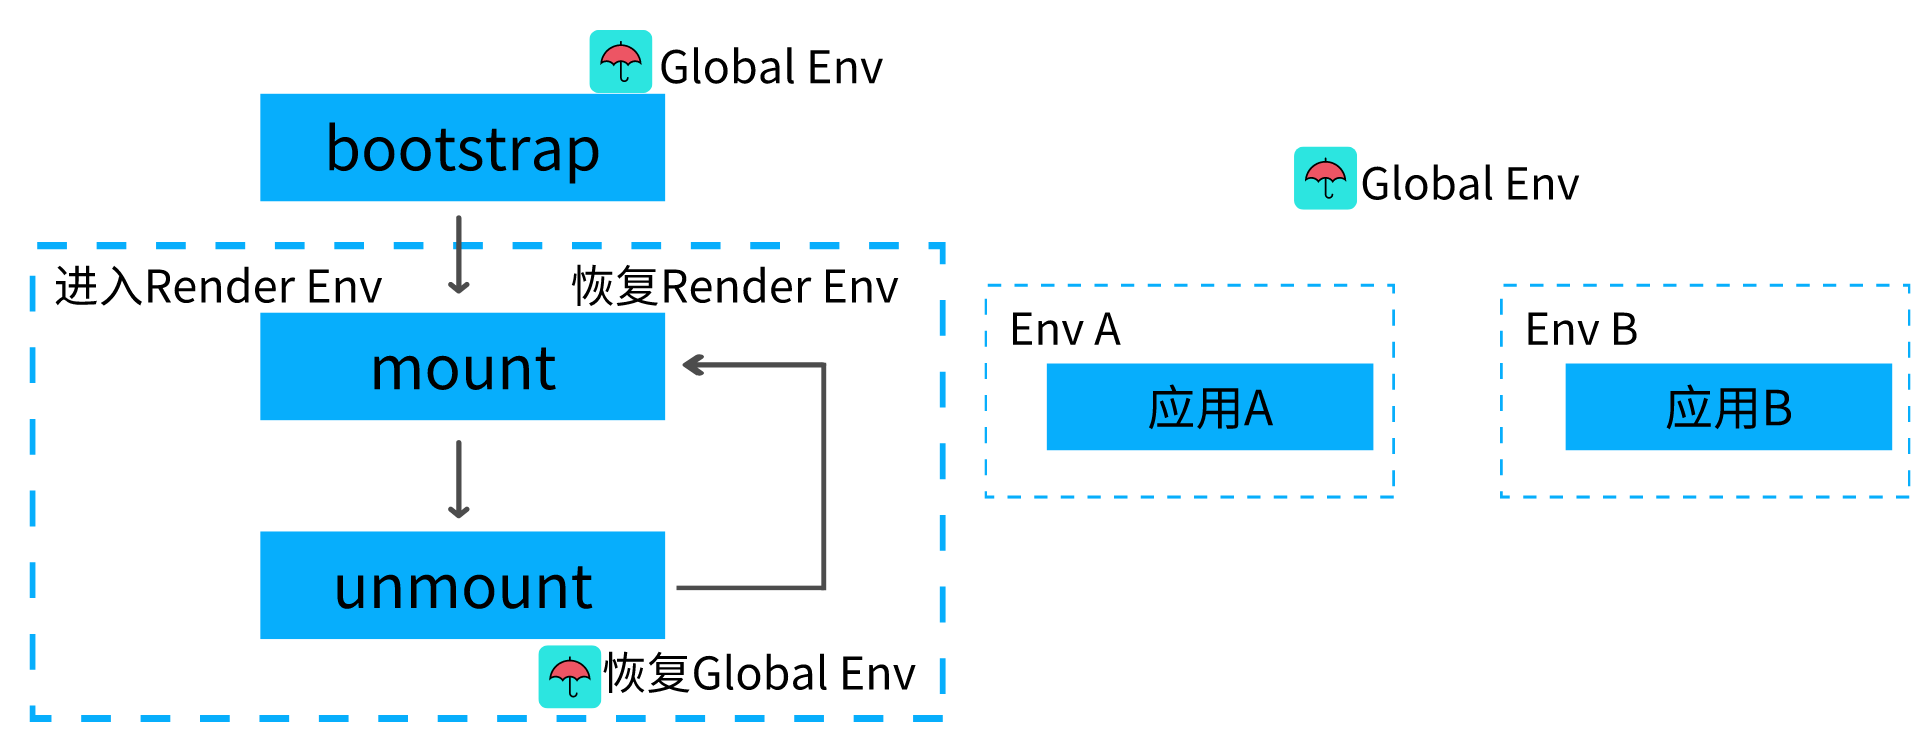 Global Env
bootstrap
进入Render Env
恢复Render Env
mount
unmount
恢复Global Env
Global Env
Env A
应用A
Env B
应用B